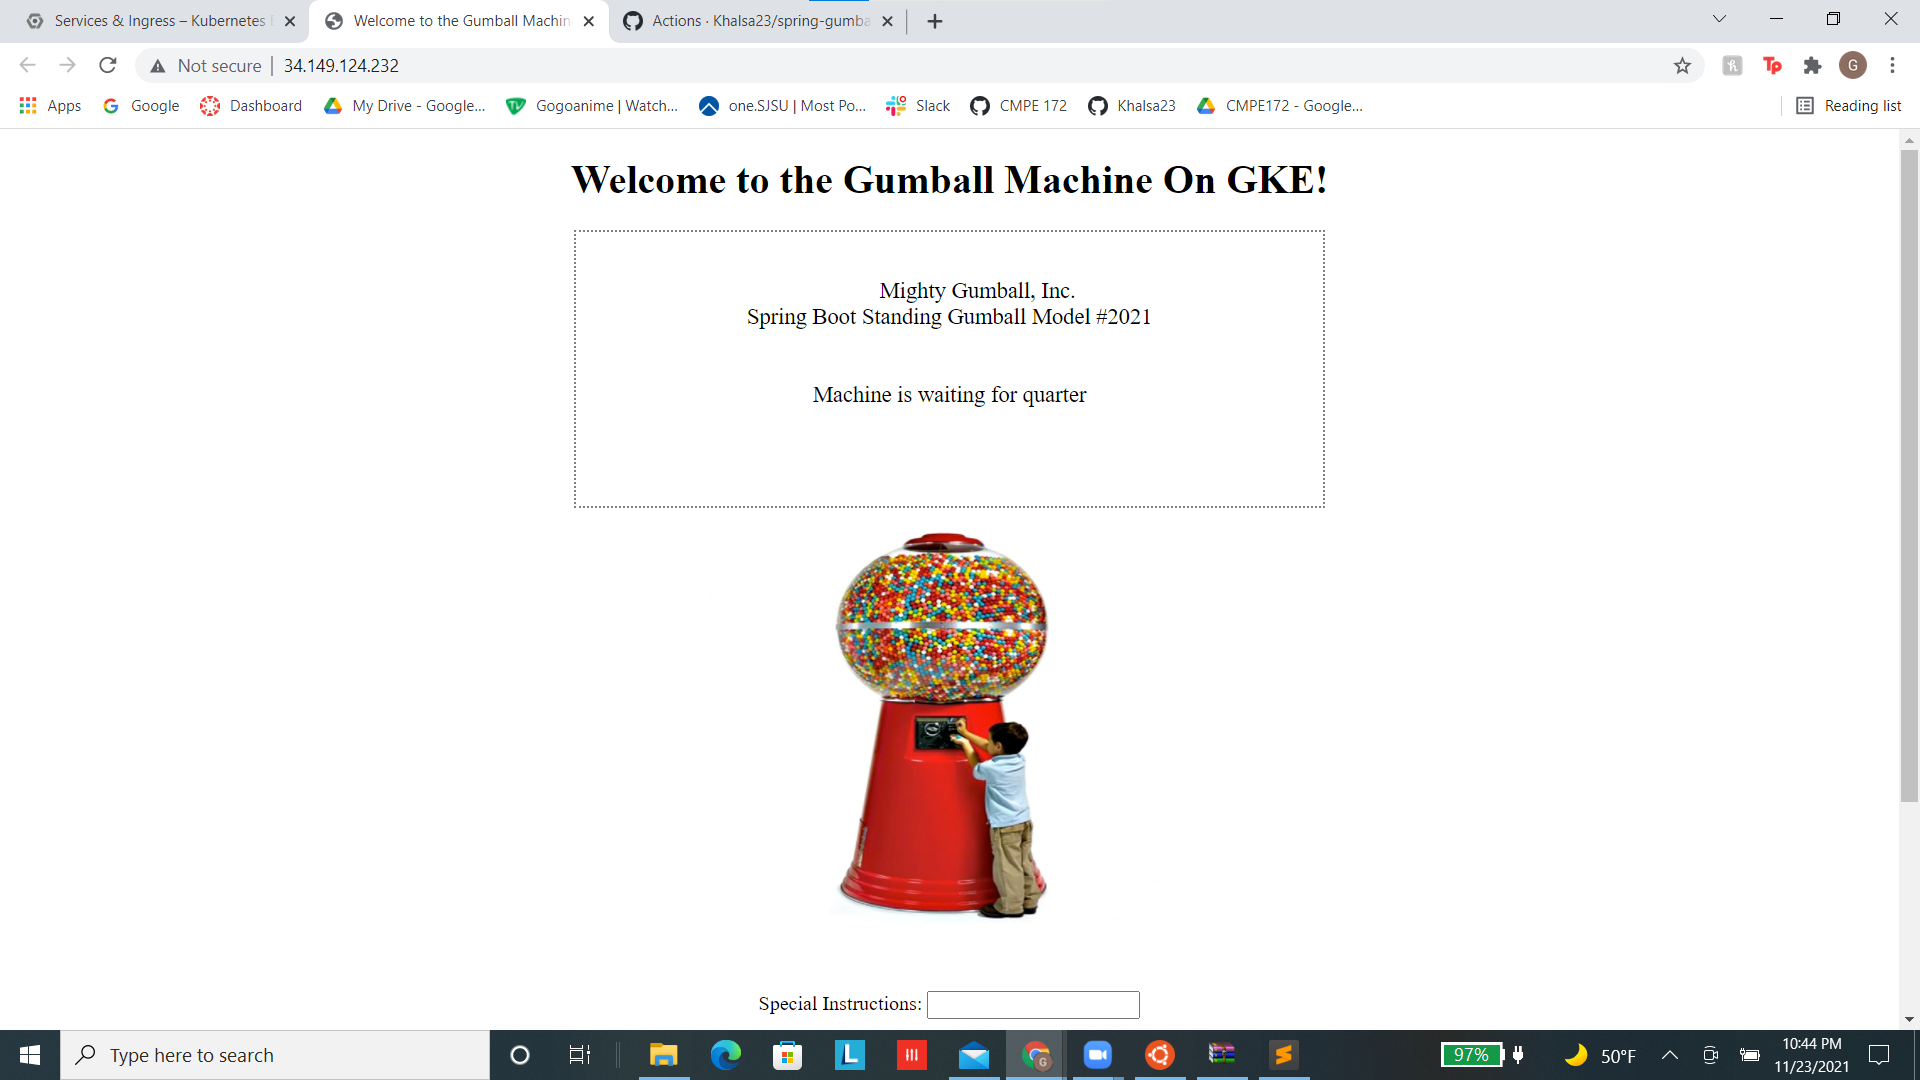 Services & Ingress – Kubernetes
Welcome to the Gumball Machin
Actions · Khalsa23/spring-gumba
Not secure
34.149.124.232
G
Apps
Google
Dashboard
My Drive - Google...
Gogoanime | Watch...
one.SJSU | Most Po...
Slack
CMPE 172
Khalsa23
CMPE172 - Google...
Reading list
Welcome to the Gumball Machine On GKE!
Mighty Gumball, Inc.
Spring Boot Standing Gumball Model #2021
Machine is waiting for quarter
Special Instructions:
Type here to search
97%
50°F
10:44 PM
11/23/2021